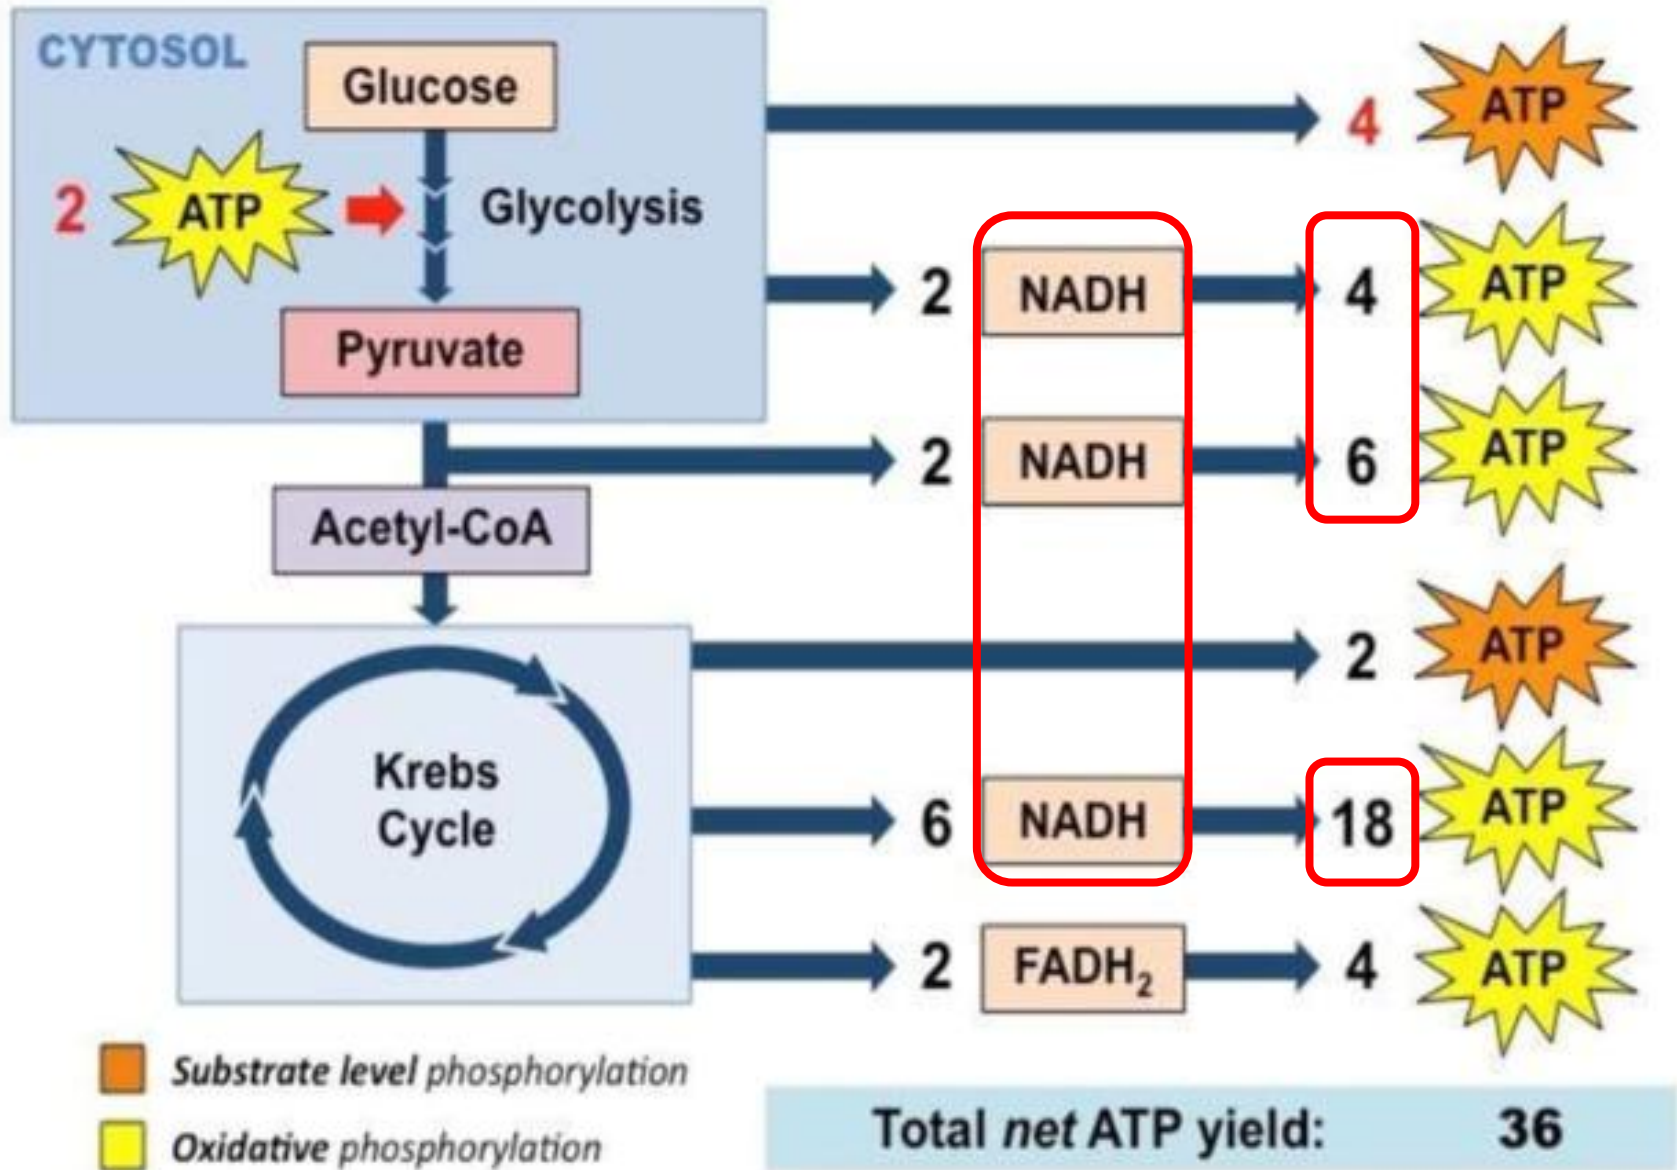 CYTOSOL
Glucose
4 ATP
2 ATP
Glycolysis
2 NADH 4 ATP
Pyruvate
2 NADH 6 ATP
Acetyl-CoA
2 ATP
Krebs
Cycle
6 NADH 18 ATP
2 FADH₂ 4 ATP
Substrate level phosphorylation
Oxidative phosphorylation
Total net ATP yield: 36